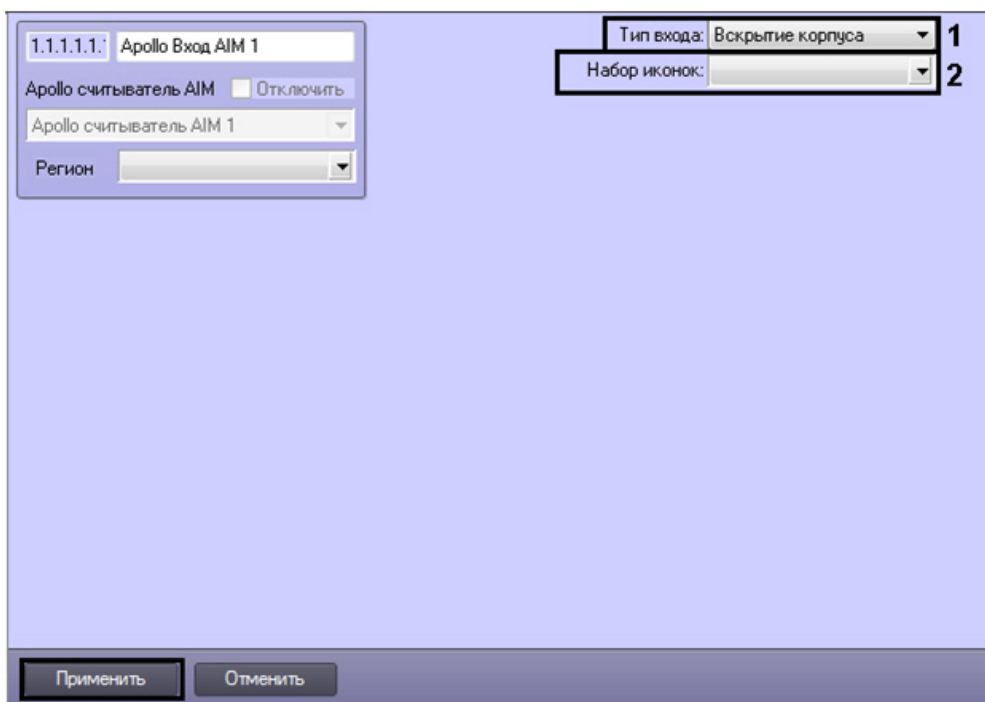 1.1.1.1.1.' Apollo Вход AIM 1
Apollo считыватель AIM Отключить
Apollo считыватель AIM 1
Регион
Тип входа: Вскрытие корпуса 1
Набор иконок: 2
Применить Отменить